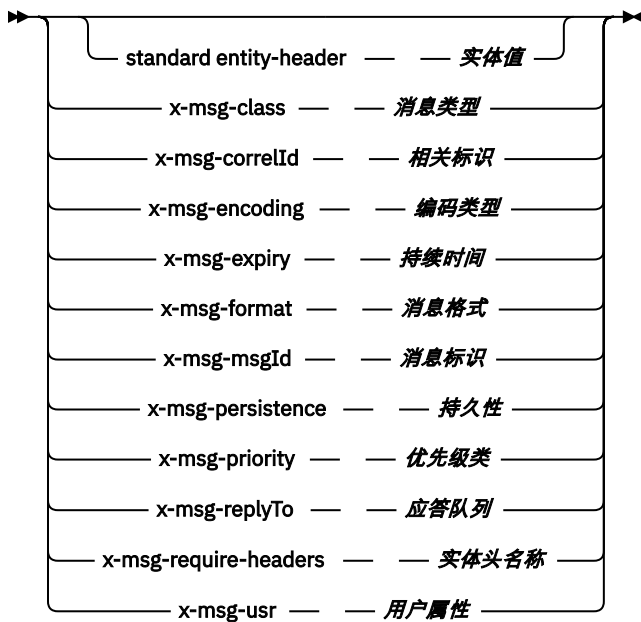 standard entity-header 实体值
x-msg-class 消息类型
x-msg-correlId 相关标识
x-msg-encoding 编码类型
x-msg-expiry 持续时间
x-msg-format 消息格式
x-msg-msgId 消息标识
x-msg-persistence 持久性
x-msg-priority 优先级类
x-msg-replyTo 应答队列
x-msg-require-headers 实体头名称
x-msg-usr 用户属性